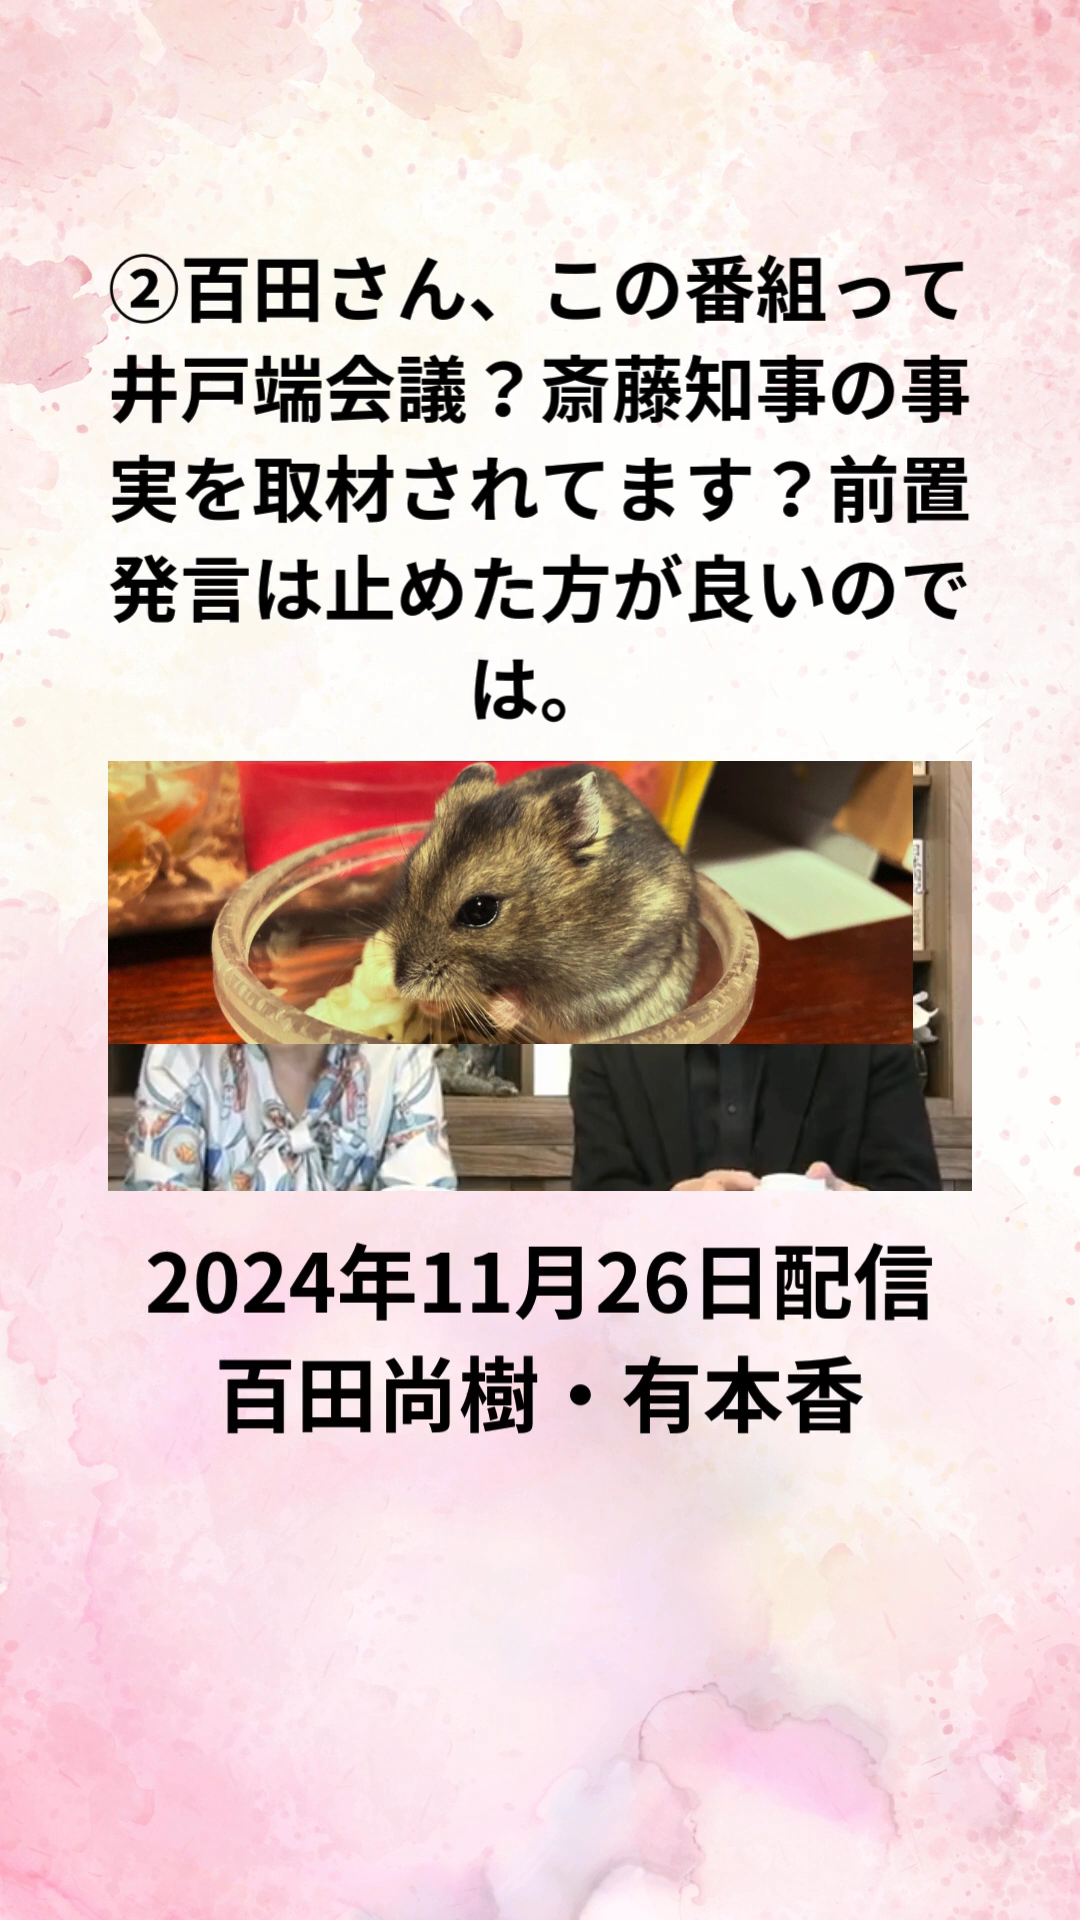 ②百田さん、この番組って
井戸端会議？斎藤知事の事
実を取材されてます？前置
発言は止めた方が良いので
は。
2024年11月26日配信
百田尚樹・有本香